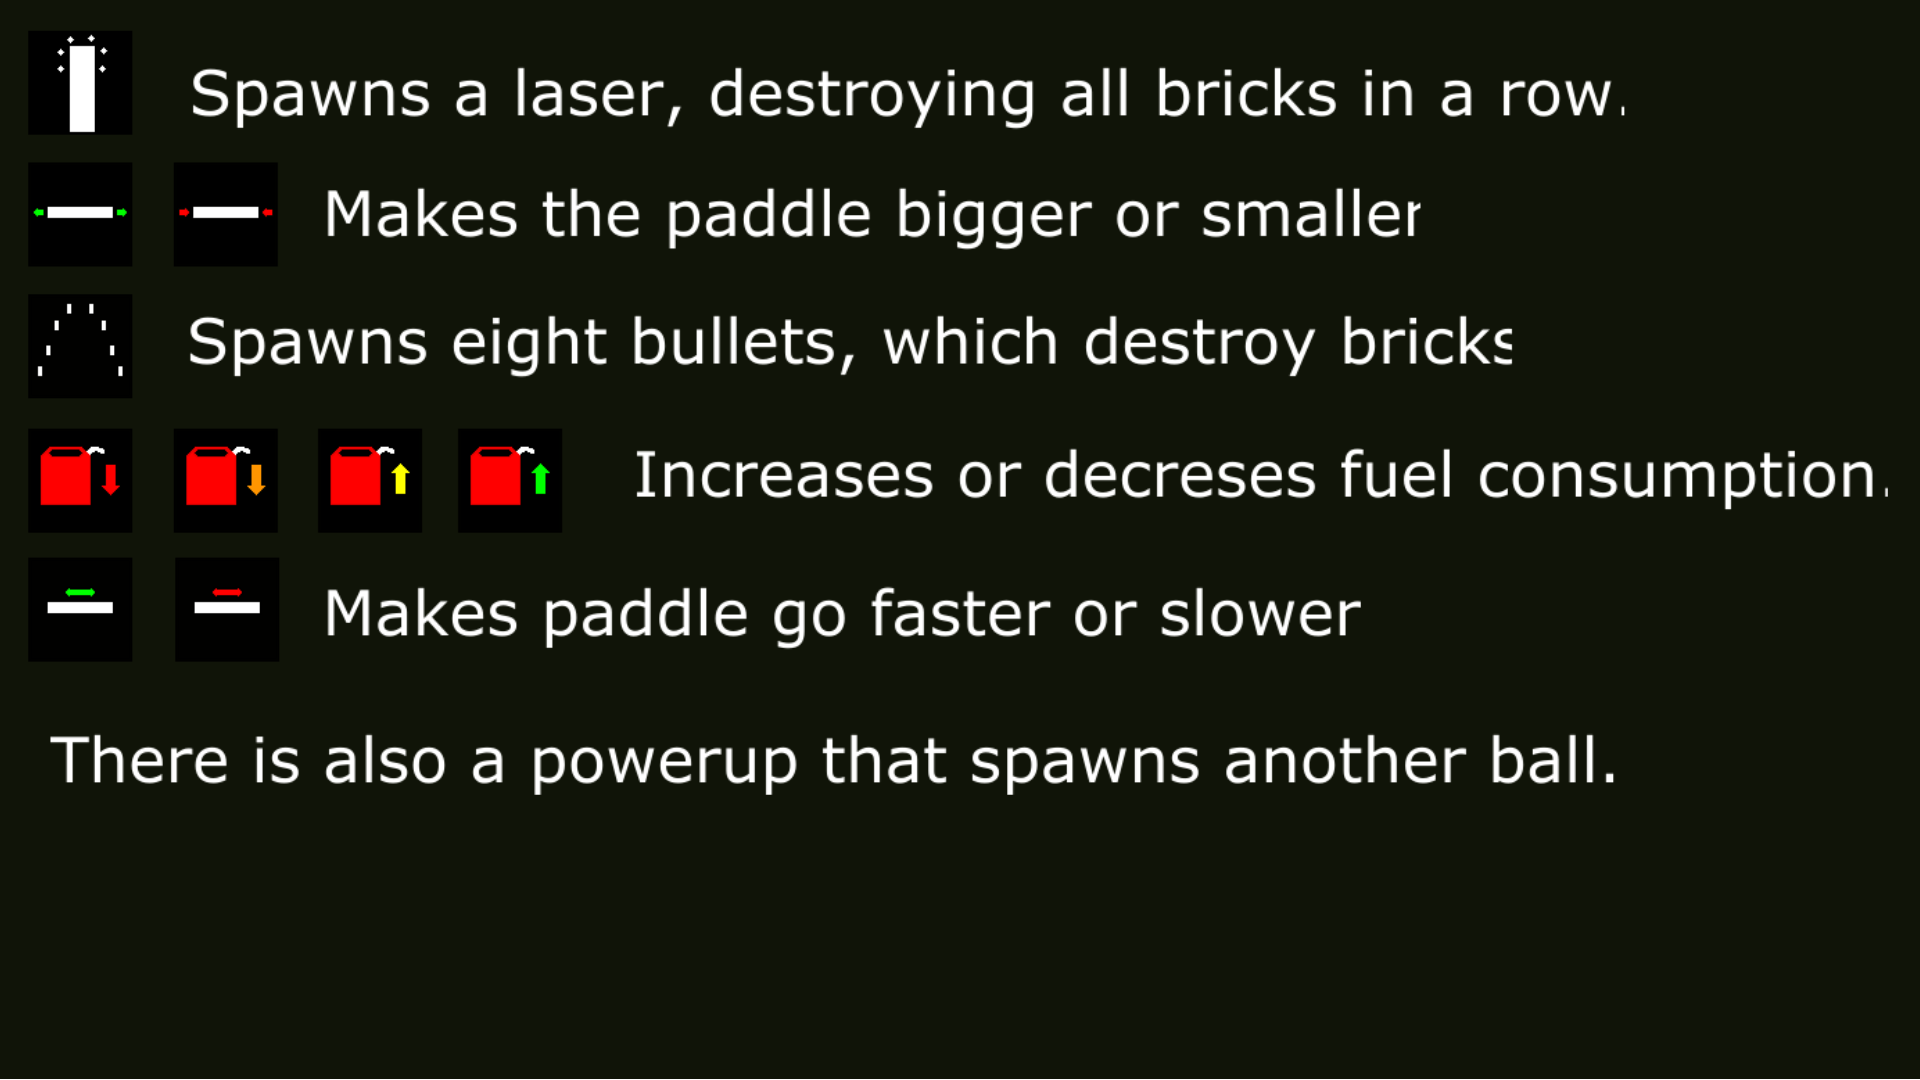 Spawns a laser, destroying all bricks in a row.
Makes the paddle bigger or smaller
Spawns eight bullets, which destroy bricks
Increases or decreses fuel consumption.
Makes paddle go faster or slower
There is also a powerup that spawns another ball.